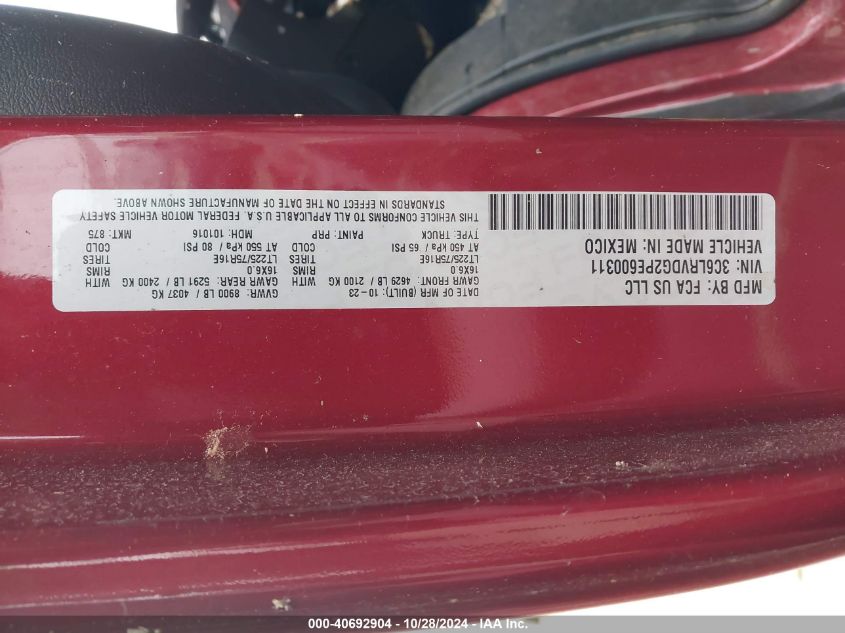 MFD BY: FCA US LLC
DATE OF MFR (BUILT): 10-23
GVWR: 8900 LB / 4037 KG
GAWR FRONT: 4629 LB / 2100 KG WITH
GAWR REAR: 5291 LB / 2400 KG WITH
VIN: 3C6LRVDG2PE600311
16X6.0 RIMS
16X6.0 RIMS
LT225/75R16E TIRES
LT225/75R16E TIRES
VEHICLE MADE IN: MEXICO
AT 450 kPa / 65 PSI COLD
AT 550 kPa / 80 PSI COLD
TYPE: TRUCK PAINT: PRP MDH: 101016 MKT: 875
THIS VEHICLE CONFORMS TO ALL APPLICABLE U.S.A. FEDERAL MOTOR VEHICLE SAFETY
STANDARDS IN EFFECT ON THE DATE OF MANUFACTURE SHOWN ABOVE.
000-40692904 | 10/28/2024 - IAA Inc.